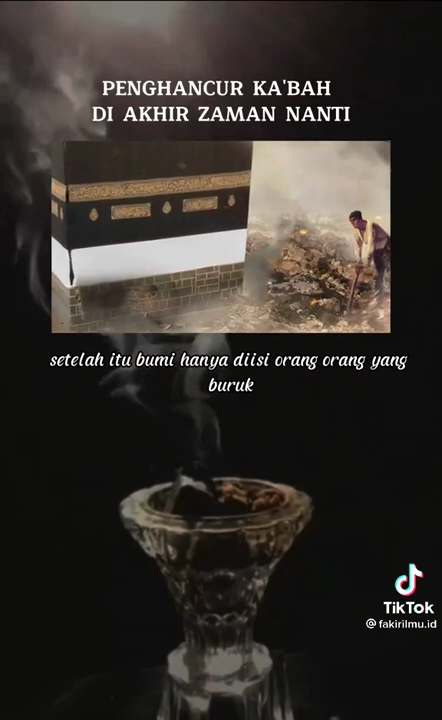 PENGHANCUR KA'BAH
DI AKHIR ZAMAN NANTI
setelah itu bumi hanya diisi orang orang yang
buruk
TikTok
@fakirilmu.id